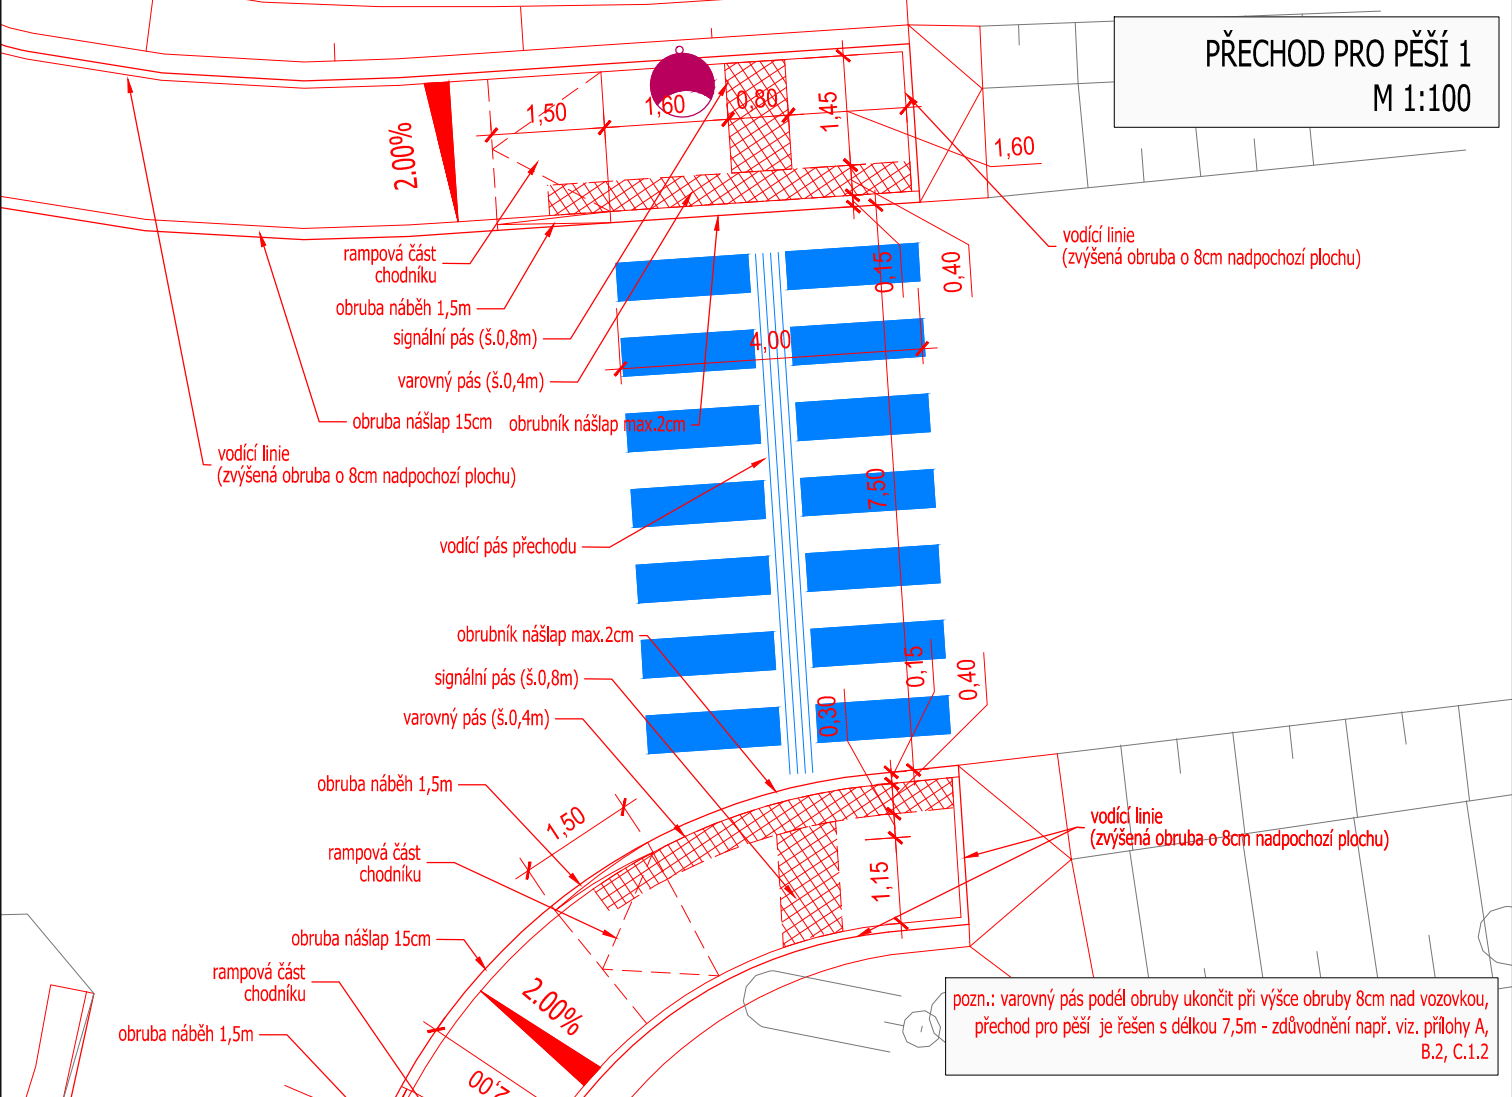 PŘECHOD PRO PĚŠÍ 1
M 1:100
1,50
1,60
0,80
1,45
1,60
2.00%
rampová část
chodníku
obruba náběh 1,5m
signální pás (š.0,8m)
varovný pás (š.0,4m)
obruba nášlap 15cm
obrubník nášlap max.2cm
vodící linie
(zvýšená obruba o 8cm nadpochozí plochu)
vodící linie
(zvýšená obruba o 8cm nadpochozí plochu)
0,15
0,40
4,00
7,50
vodící pás přechodu
obrubník nášlap max.2cm
signální pás (š.0,8m)
varovný pás (š.0,4m)
0,30
0,15
0,40
obruba náběh 1,5m
1,50
rampová část
chodníku
1,15
vodící linie
(zvýšená obruba o 8cm nadpochozí plochu)
obruba nášlap 15cm
rampová část
chodníku
2.00%
obruba náběh 1,5m
2,00
pozn.: varovný pás podél obruby ukončit při výšce obruby 8cm nad vozovkou,
přechod pro pěší je řešen s délkou 7,5m - zdůvodnění např. viz. přílohy A,
B.2, C.1.2